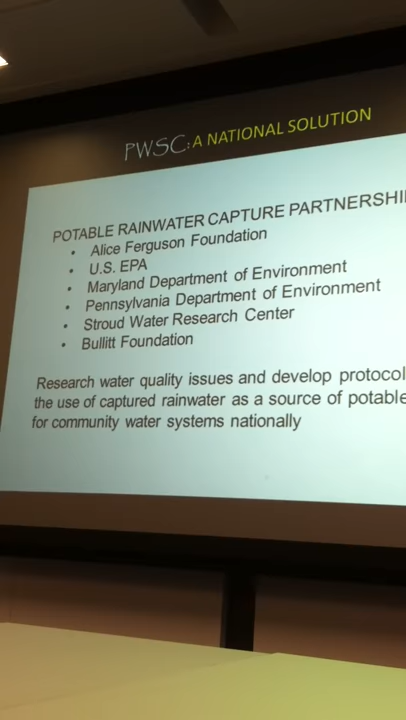 PWSC: A NATIONAL SOLUTION
POTABLE RAINWATER CAPTURE PARTNERSHI
• Alice Ferguson Foundation
• U.S. EPA
• Maryland Department of Environment
• Pennsylvania Department of Environment
• Stroud Water Research Center
• Bullitt Foundation
Research water quality issues and develop protocol
the use of captured rainwater as a source of potable
for community water systems nationally